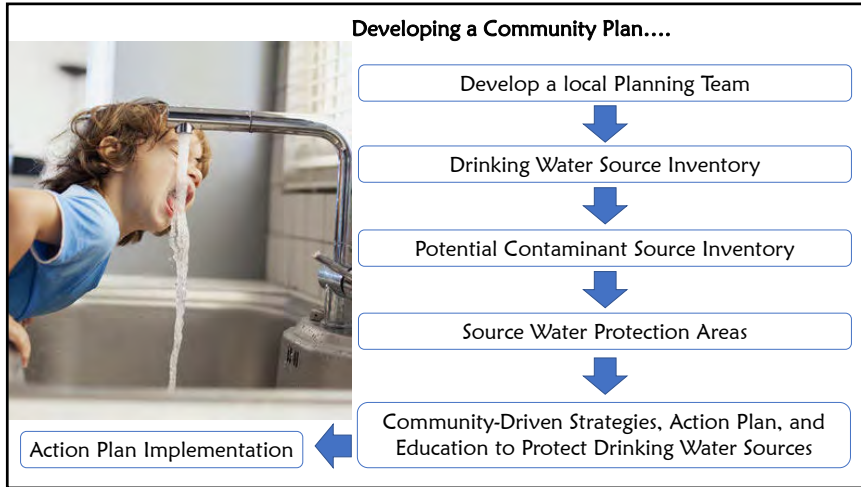 Developing a Community Plan....
Develop a local Planning Team
Drinking Water Source Inventory
Potential Contaminant Source Inventory
Source Water Protection Areas
Community-Driven Strategies, Action Plan, and
Education to Protect Drinking Water Sources
Action Plan Implementation